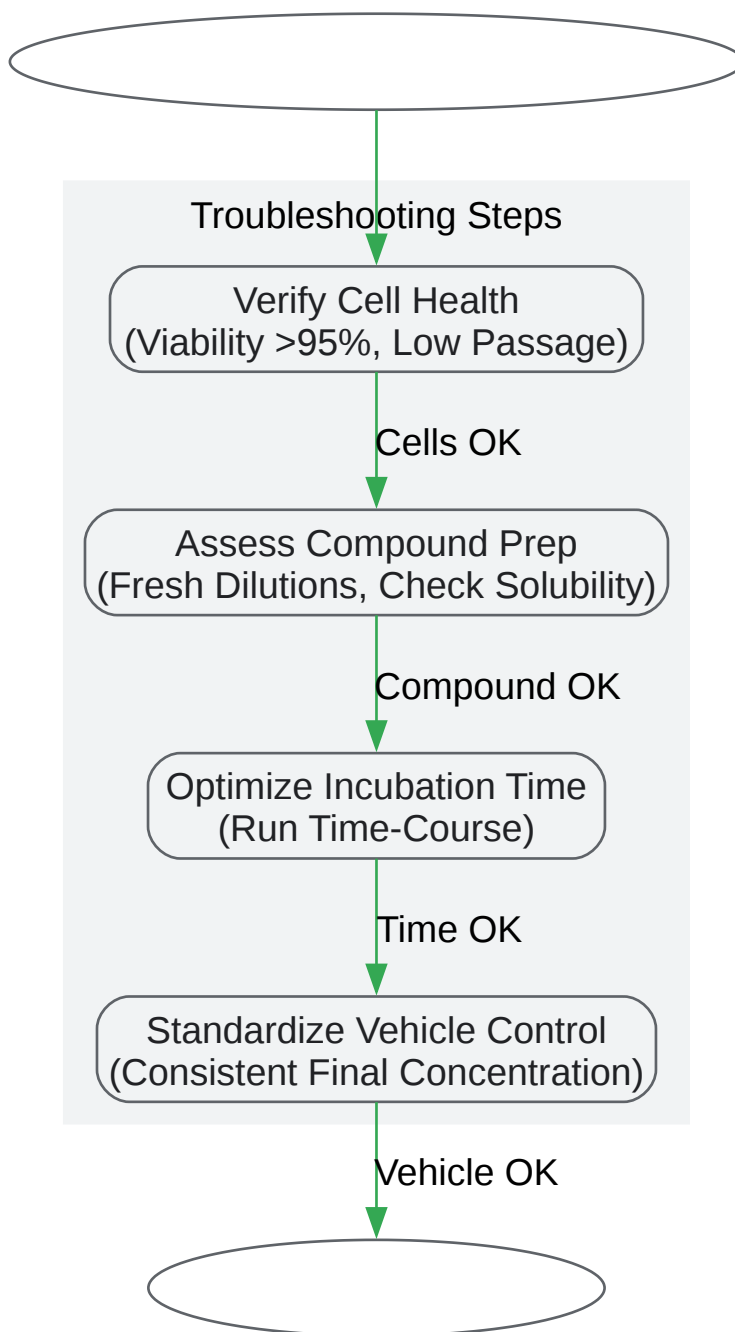 Troubleshooting Steps
Verify Cell Health
(Viability >95%, Low Passage)
Cells OK
Assess Compound Prep
(Fresh Dilutions, Check Solubility)
Compound OK
Optimize Incubation Time
(Run Time-Course)
Time OK
Standardize Vehicle Control
(Consistent Final Concentration)
Vehicle OK